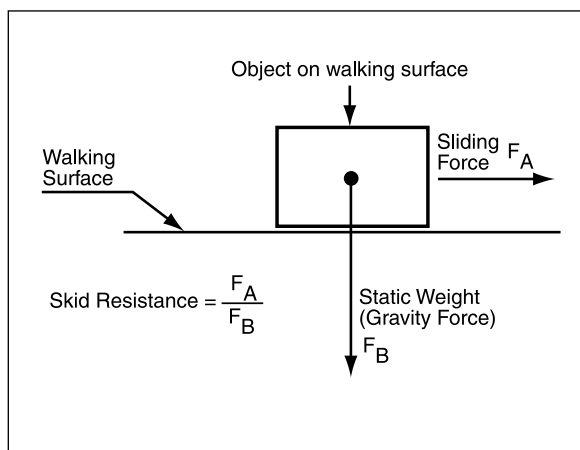 Object on walking surface
Walking
Surface
Sliding
Force F_A
Skid Resistance = F_A / F_B
Static Weight
(Gravity Force)
F_B